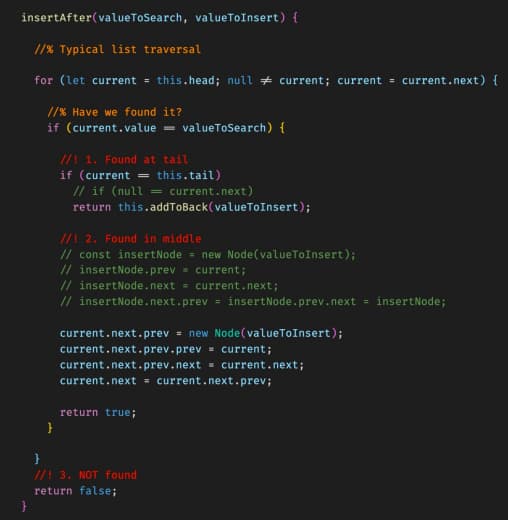 insertAfter(valueToSearch, valueToInsert) {
//% Typical list traversal
for (let current = this.head; null ≠ current; current = current.next) {
//% Have we found it?
if (current.value == valueToSearch) {
//! 1. Found at tail
if (current == this.tail)
// if (null == current.next)
return this.addToBack(valueToInsert);
//! 2. Found in middle
// const insertNode = new Node(valueToInsert);
// insertNode.prev = current;
// insertNode.next = current.next;
// insertNode.next.prev = insertNode.prev.next = insertNode;
current.next.prev = new Node(valueToInsert);
current.next.prev.prev = current;
current.next.prev.next = current.next;
current.next = current.next.prev;
return true;
}
}
//! 3. NOT found
return false;
}